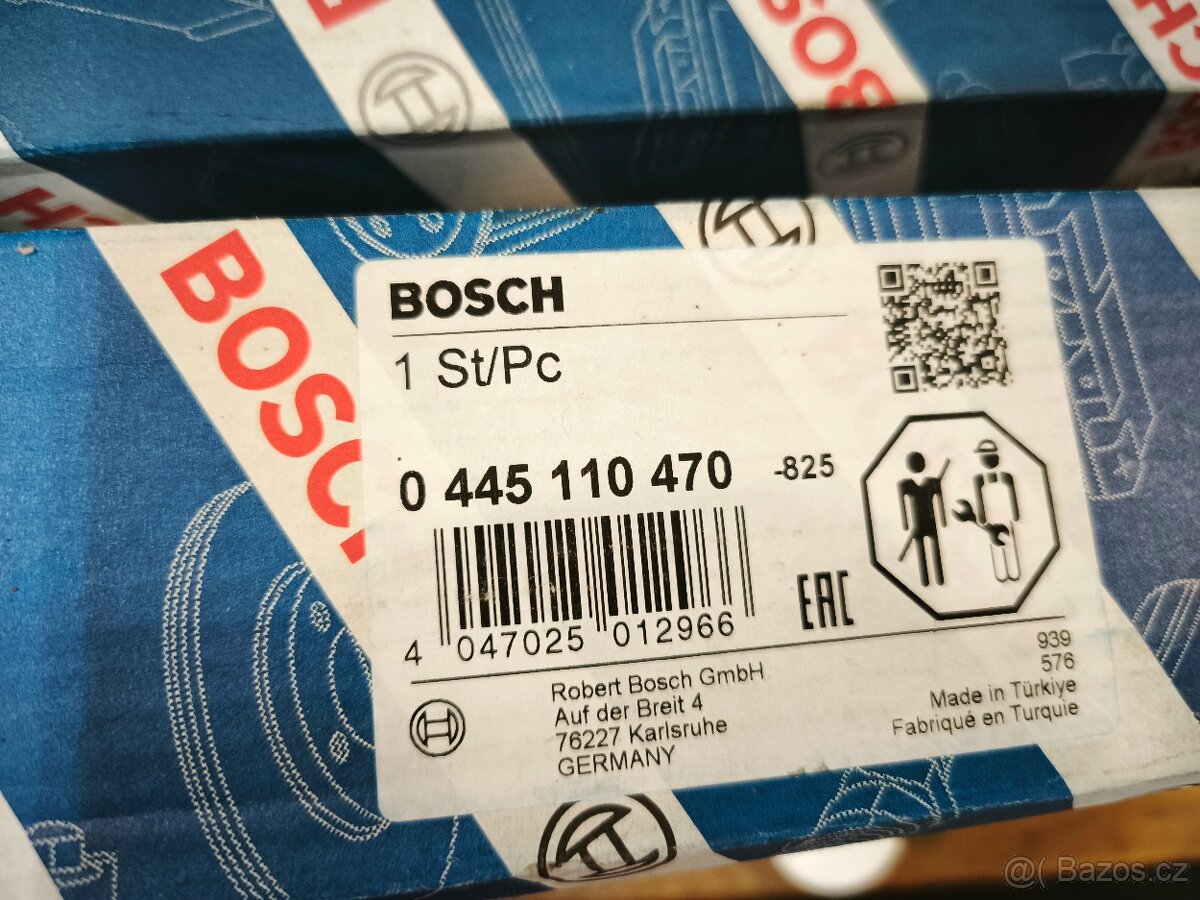 BOSCH
BOSCH
1 St/Pc
0 445 110 470 -825
4 047025 012966
EAC
Robert Bosch GmbH
Auf der Breit 4
76227 Karlsruhe
GERMANY
939
576
Made in Türkiye
Fabriqué en Turquie
@( Bazos.cz